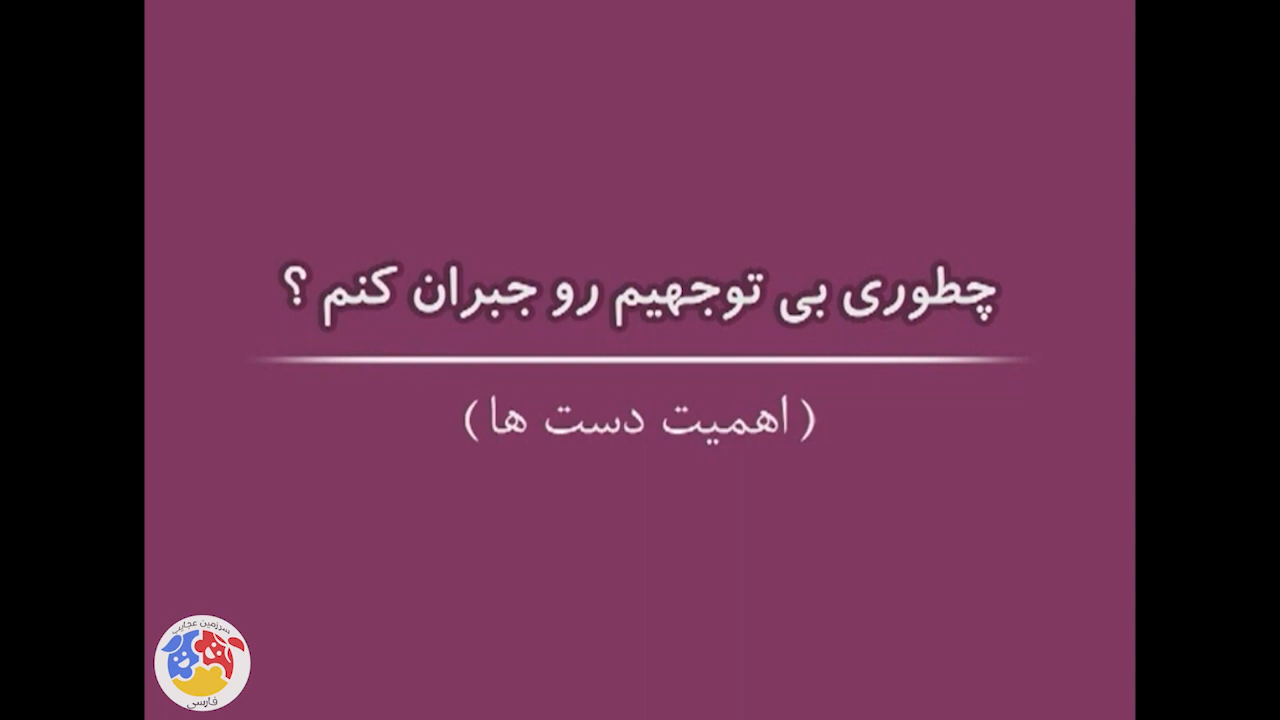 چطوری بی توجهیم رو جبران کنم ؟
(اهمیت دست ها)
سرزمین عجایب
فارسی